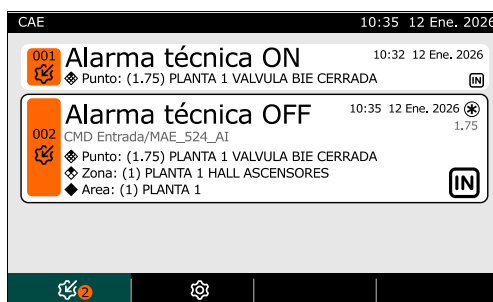 CAE 10:35 12 Ene. 2026
001 Alarma técnica ON 10:32 12 Ene. 2026
Punto: (1.75) PLANTA 1 VALVULA BIE CERRADA IN
002 Alarma técnica OFF 10:35 12 Ene. 2026
CMD Entrada/MAE_524_AI 1.75
Punto: (1.75) PLANTA 1 VALVULA BIE CERRADA
Zona: (1) PLANTA 1 HALL ASCENSORES
Area: (1) PLANTA 1 IN
2